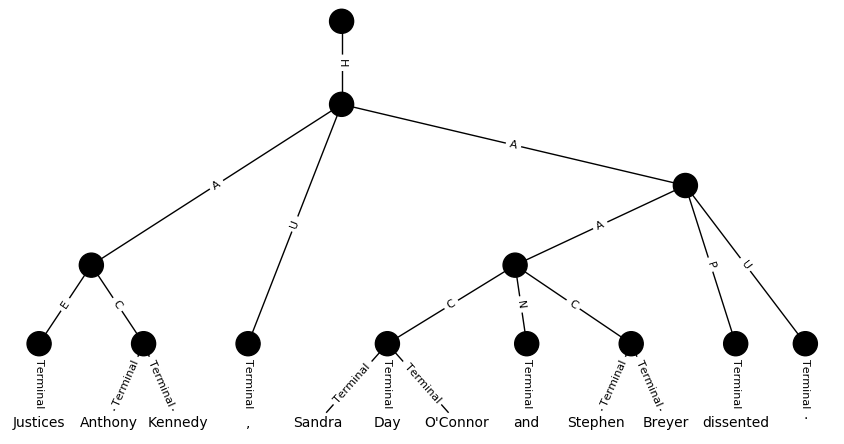 H
A
A
U
A
E
C
C
N
C
P
U
Terminal Terminal Terminal Terminal Terminal Terminal Terminal Terminal Terminal Terminal Terminal Terminal
Justices Anthony Kennedy , Sandra Day O'Connor and Stephen Breyer dissented .